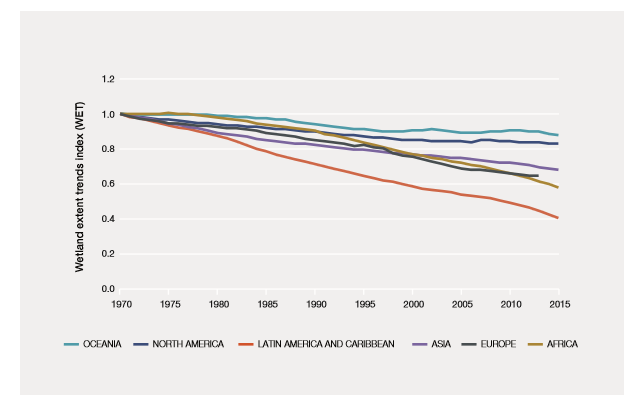 Wetland extent trends index (WET)
1.2
1.0
0.8
0.6
0.4
0.2
0.0
1970 1975 1980 1985 1990 1995 2000 2005 2010 2015
OCEANIA NORTH AMERICA LATIN AMERICA AND CARIBBEAN ASIA EUROPE AFRICA